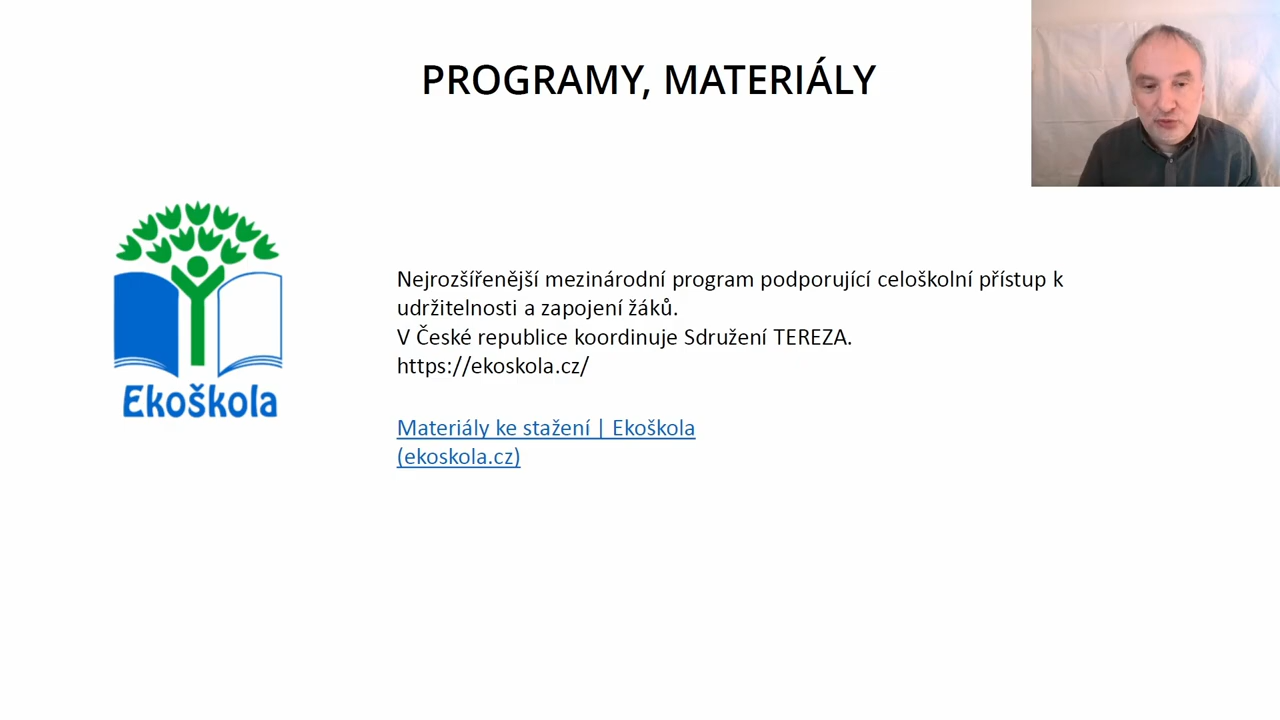 PROGRAMY, MATERIÁLY
Ekoškola
Nejrozšířenější mezinárodní program podporující celoškolní přístup k
udržitelnosti a zapojení žáků.
V České republice koordinuje Sdružení TEREZA.
https://ekoskola.cz/
Materiály ke stažení | Ekoškola
(ekoskola.cz)